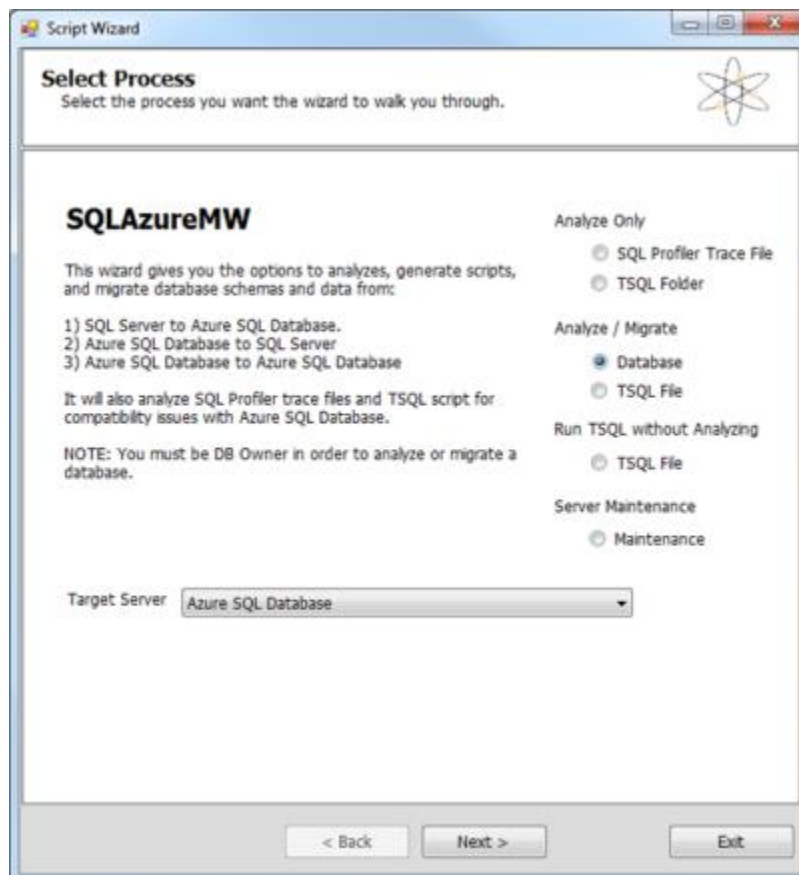 Script Wizard
Select Process
Select the process you want the wizard to walk you through.
SQLAzureMW
This wizard gives you the options to analyzes, generate scripts,
and migrate database schemas and data from:
1) SQL Server to Azure SQL Database.
2) Azure SQL Database to SQL Server
3) Azure SQL Database to Azure SQL Database
It will also analyze SQL Profiler trace files and TSQL script for
compatibility issues with Azure SQL Database.
NOTE: You must be DB Owner in order to analyze or migrate a
database.
Analyze Only
SQL Profiler Trace File
TSQL Folder
Analyze / Migrate
Database
TSQL File
Run TSQL without Analyzing
TSQL File
Server Maintenance
Maintenance
Target Server
Azure SQL Database
< Back
Next >
Exit